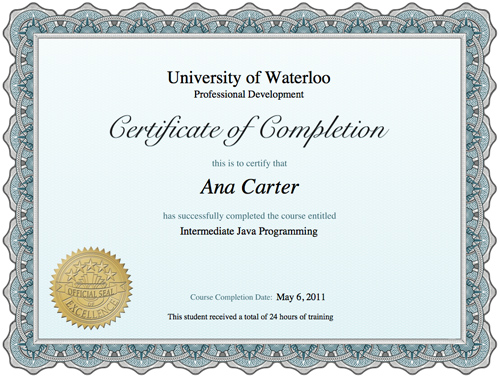 University of Waterloo
Professional Development
Certificate of Completion
this is to certify that
Ana Carter
has successfully completed the course entitled
Intermediate Java Programming
OFFICIAL SEAL
EXCELLENCE
Course Completion Date: May 6, 2011
This student received a total of 24 hours of training